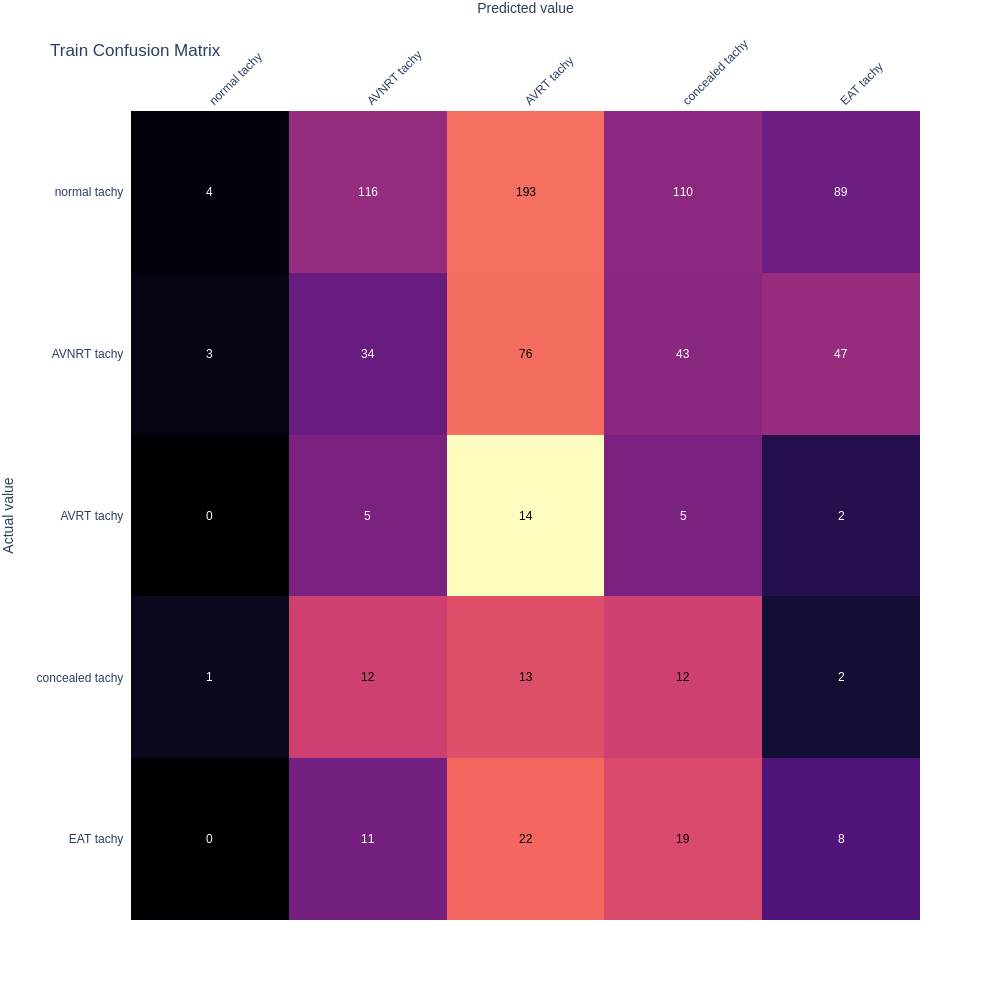 Predicted value
Train Confusion Matrix
normal tachy
AVNRT tachy
AVRT tachy
concealed tachy
EAT tachy
Actual value
normal tachy 4 116 193 110 89
AVNRT tachy 3 34 76 43 47
AVRT tachy 0 5 14 5 2
concealed tachy 1 12 13 12 2
EAT tachy 0 11 22 19 8